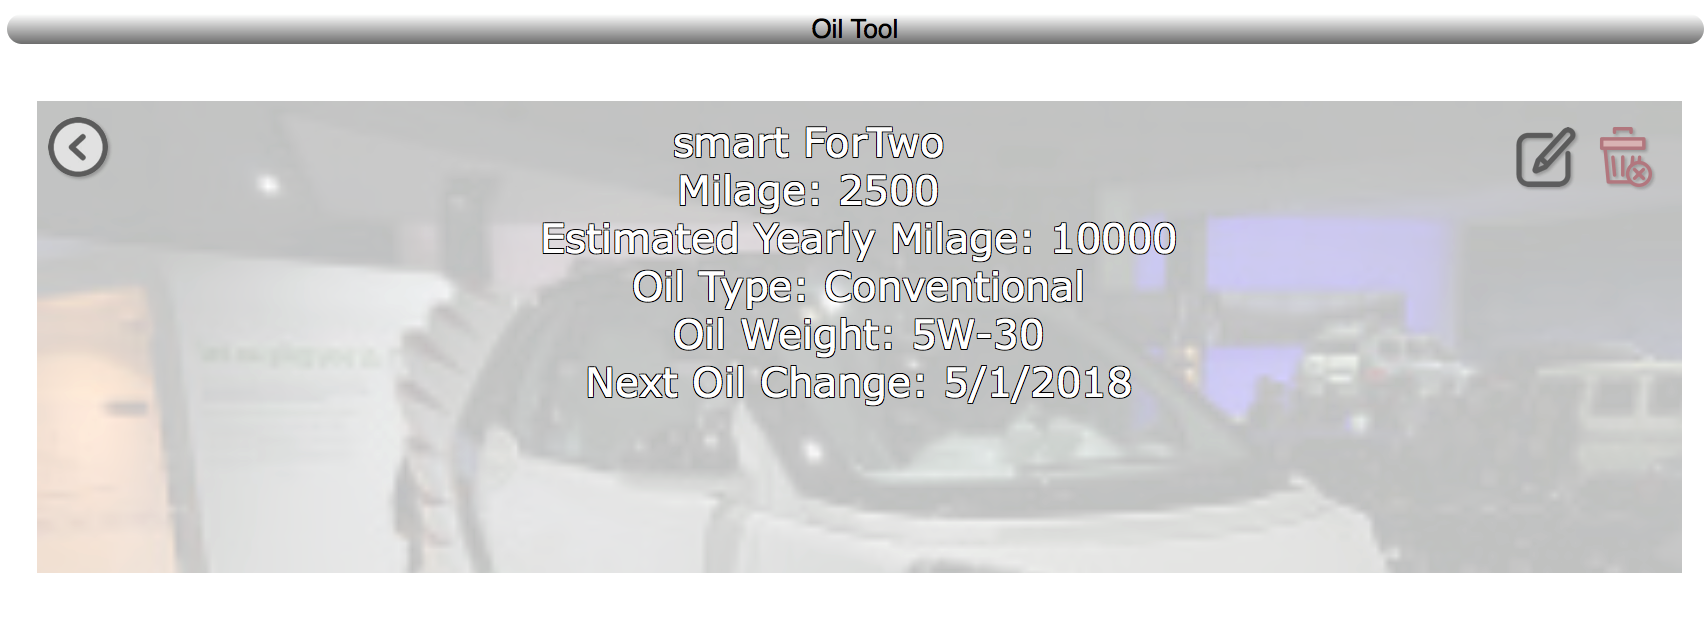 Oil Tool
smart ForTwo
Milage: 2500
Estimated Yearly Milage: 10000
Oil Type: Conventional
Oil Weight: 5W-30
Next Oil Change: 5/1/2018